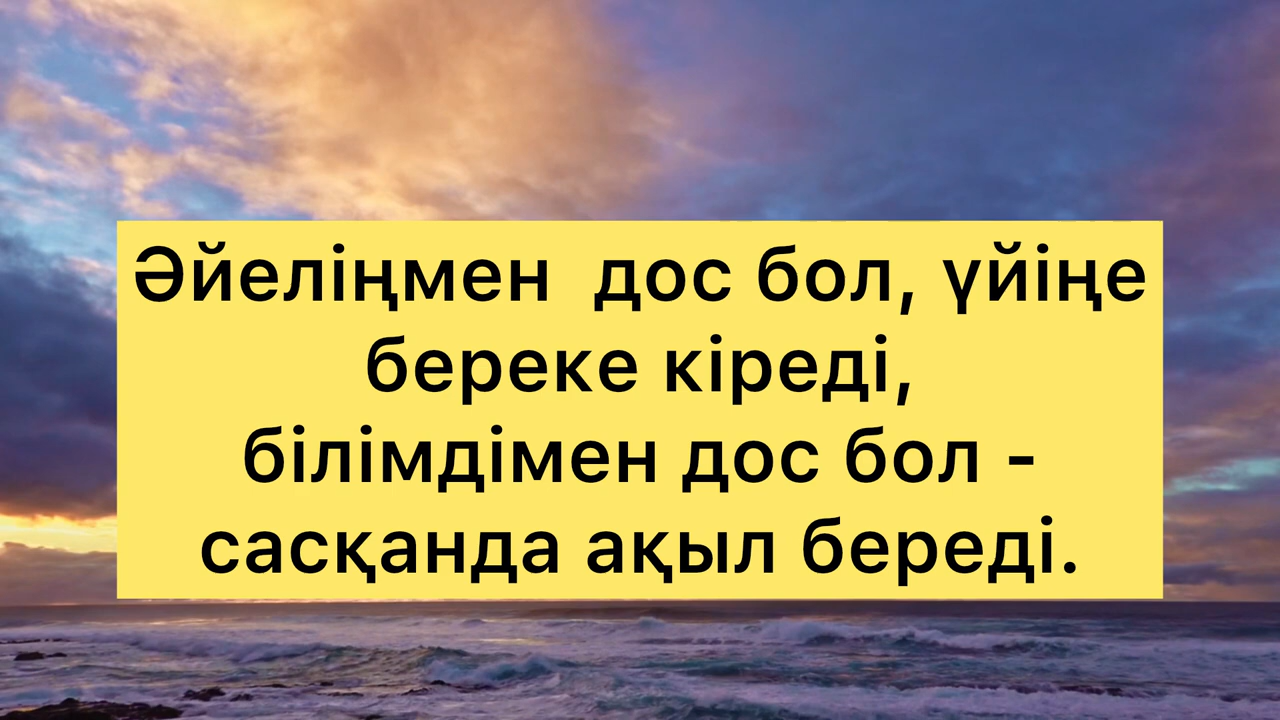 Әйеліңмен  дос бол, үйіңе
береке кіреді,
білімдімен дос бол -
сасқанда ақыл береді.